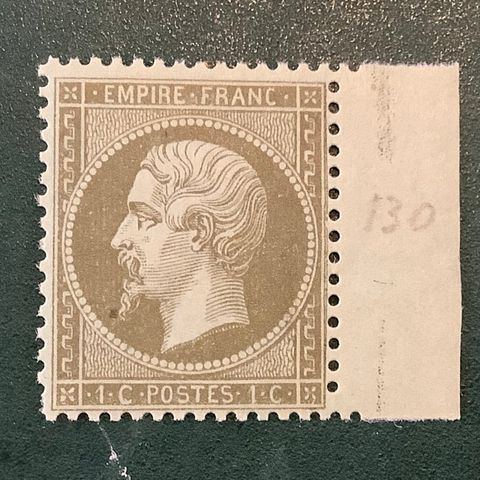 · EMPIRE · FRANC ·
130
· 1 · C · POSTES · 1 · C ·